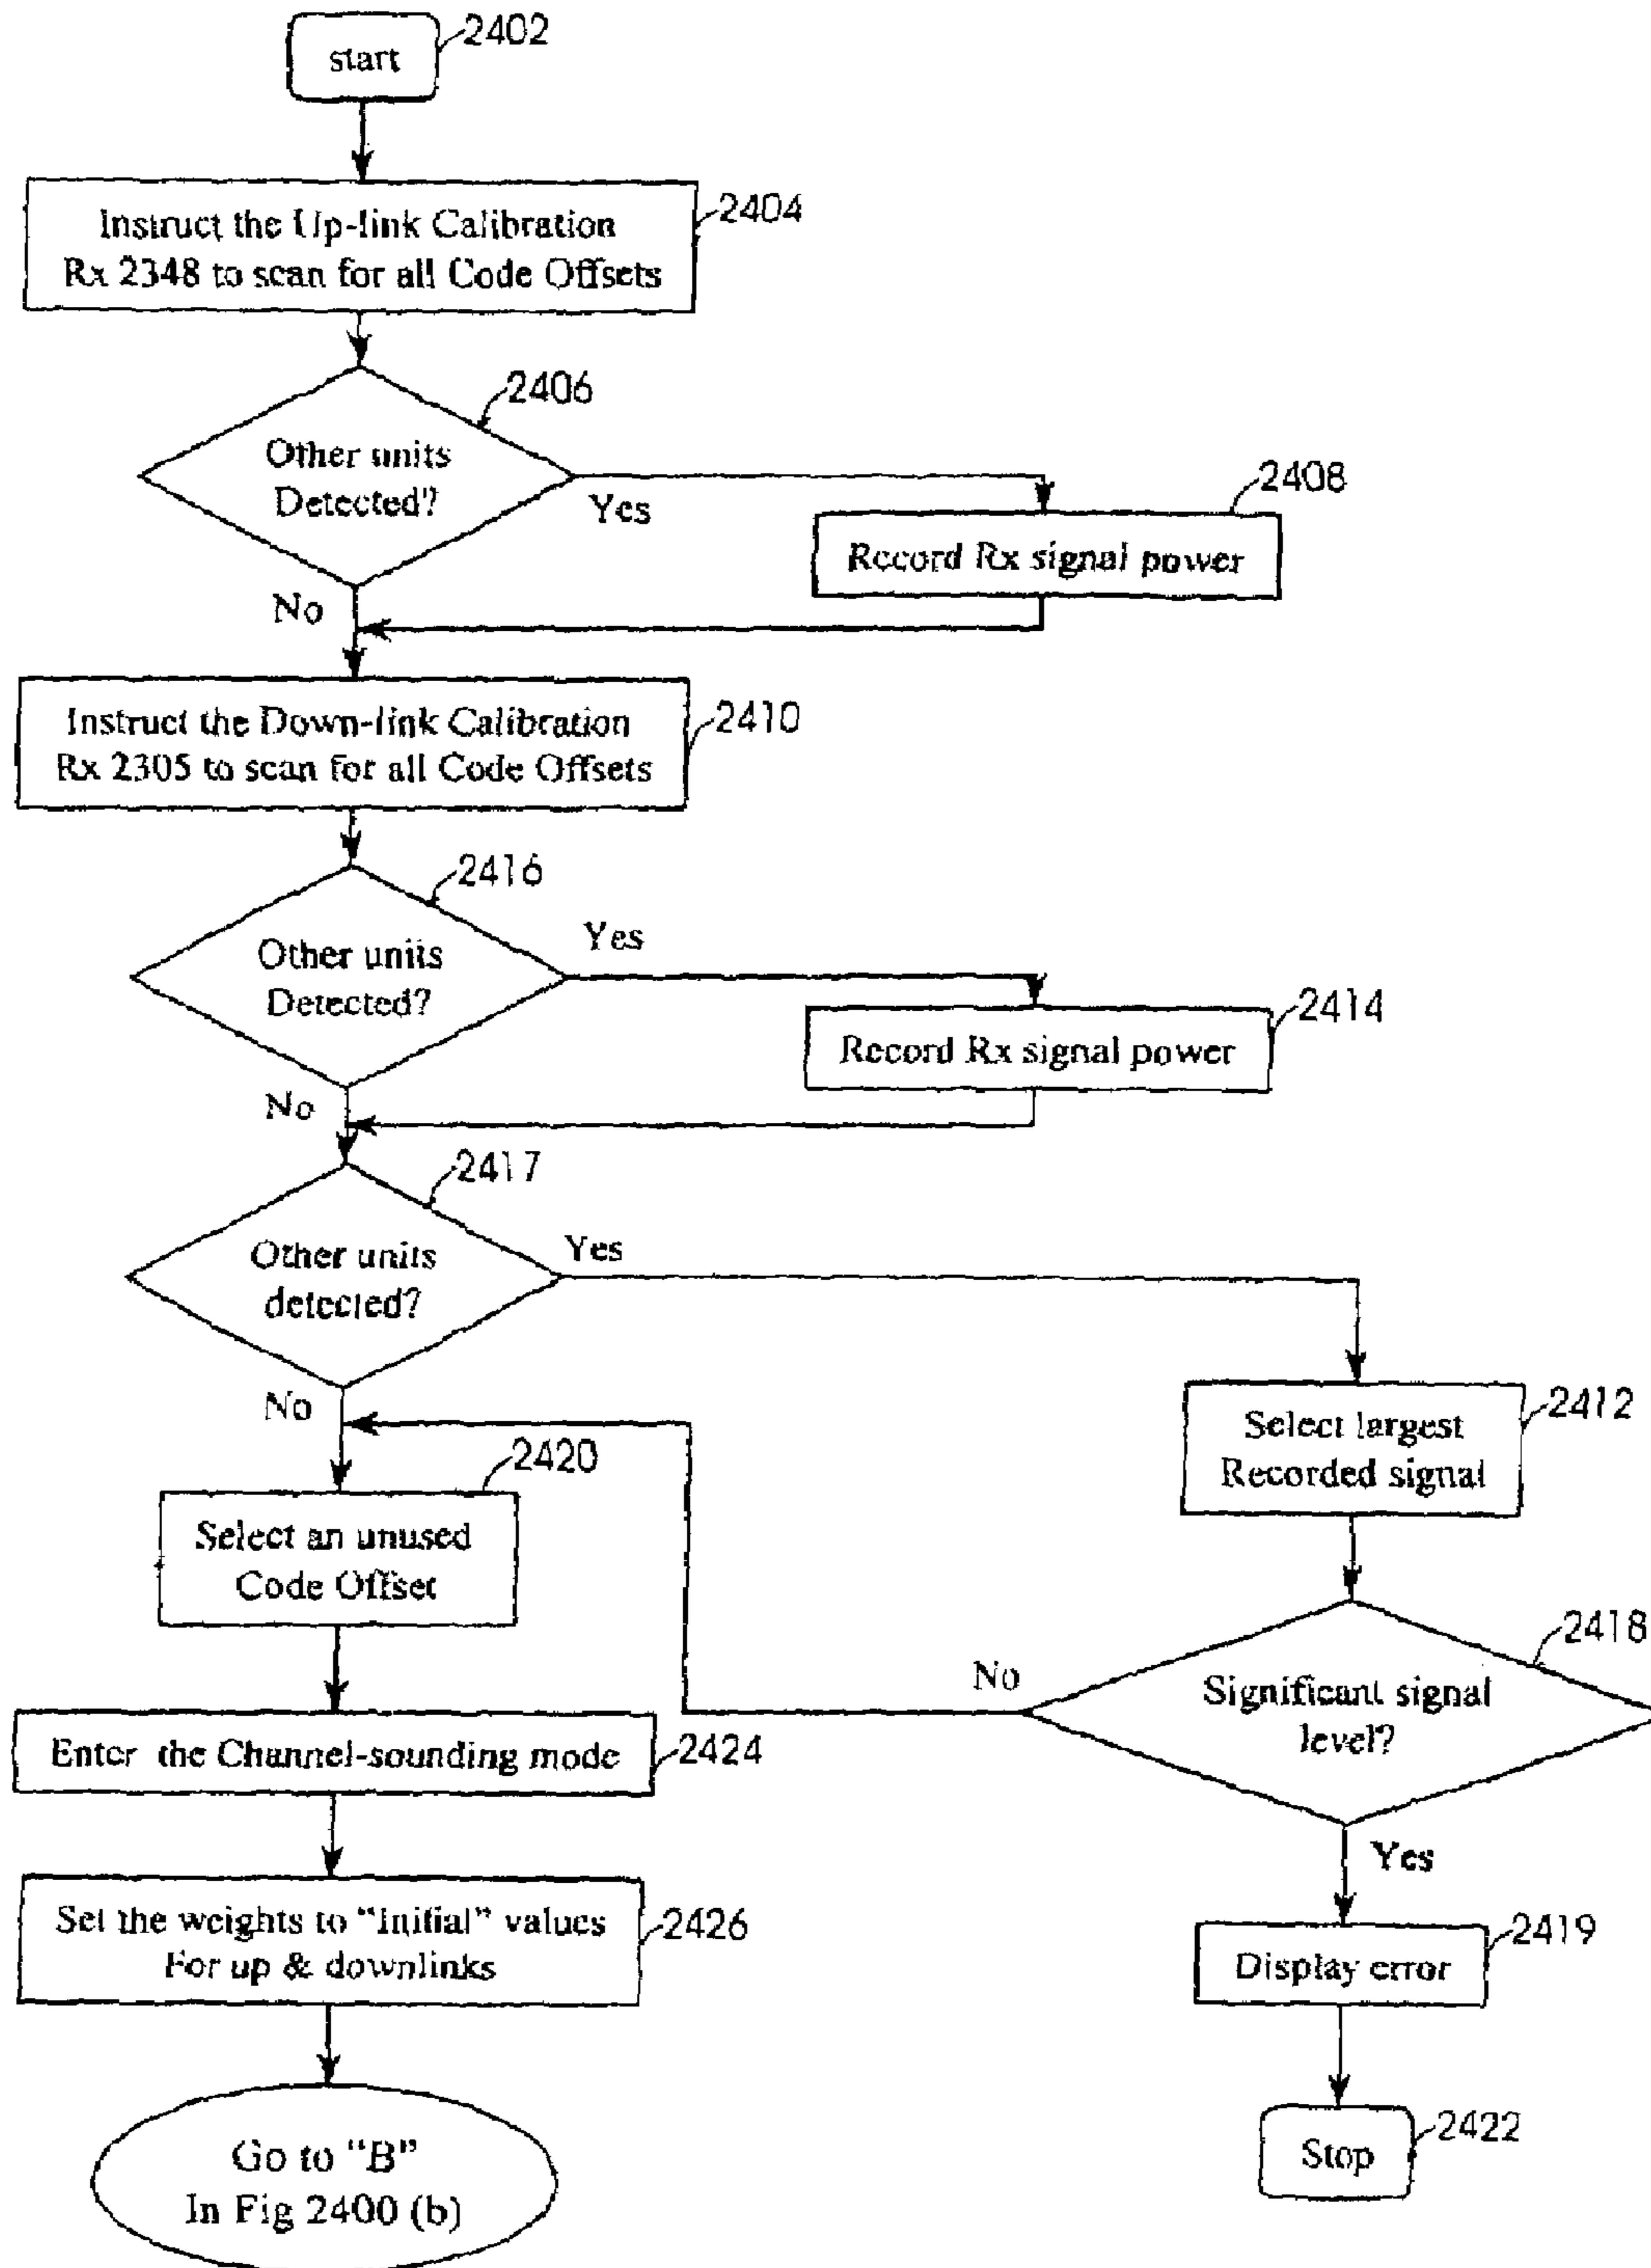 start
2402
Instruct the Up-link Calibration
Rx 2348 to scan for all Code Offsets
2404
2406
Other units
Detected?
Yes
No
2408
Record Rx signal power
Instruct the Down-link Calibration
Rx 2305 to scan for all Code Offsets
2410
2416
Other units
Detected?
Yes
No
2414
Record Rx signal power
2417
Other units
detected?
Yes
No
2412
Select largest
Recorded signal
2420
Select an unused
Code Offset
2418
Significant signal
level?
No
Yes
Enter the Channel-sounding mode
2424
Set the weights to “Initial” values
For up & downlinks
2426
2419
Display error
2422
Stop
Go to “B”
In Fig 2400 (b)